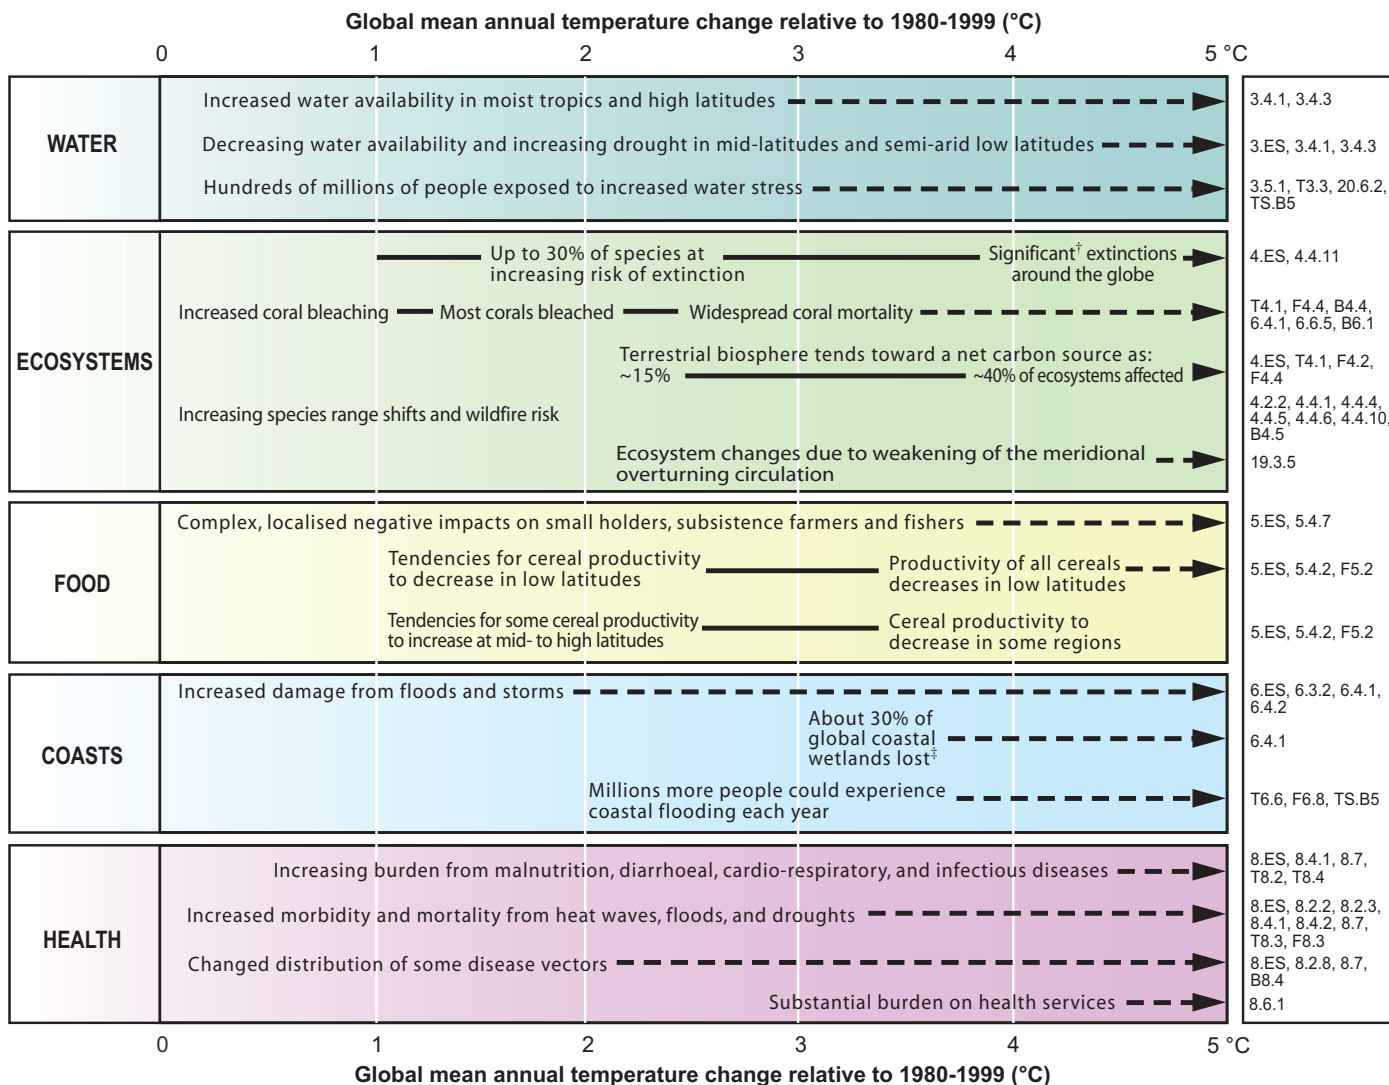 Global mean annual temperature change relative to 1980-1999 (°C)
0 1 2 3 4 5 °C
WATER
Increased water availability in moist tropics and high latitudes
3.4.1, 3.4.3
Decreasing water availability and increasing drought in mid-latitudes and semi-arid low latitudes
3.ES, 3.4.1, 3.4.3
Hundreds of millions of people exposed to increased water stress
3.5.1, T3.3, 20.6.2,
TS.B5
ECOSYSTEMS
Up to 30% of species at
increasing risk of extinction
Significant† extinctions
around the globe
4.ES, 4.4.11
Increased coral bleaching
Most corals bleached
Widespread coral mortality
T4.1, F4.4, B4.4,
6.4.1, 6.6.5, B6.1
Terrestrial biosphere tends toward a net carbon source as:
~15%
~40% of ecosystems affected
4.ES, T4.1, F4.2,
F4.4
Increasing species range shifts and wildfire risk
4.2.2, 4.4.1, 4.4.4,
4.4.5, 4.4.6, 4.4.10,
B4.5
Ecosystem changes due to weakening of the meridional
overturning circulation
19.3.5
FOOD
Complex, localised negative impacts on small holders, subsistence farmers and fishers
5.ES, 5.4.7
Tendencies for cereal productivity
to decrease in low latitudes
Productivity of all cereals
decreases in low latitudes
5.ES, 5.4.2, F5.2
Tendencies for some cereal productivity
to increase at mid- to high latitudes
Cereal productivity to
decrease in some regions
5.ES, 5.4.2, F5.2
COASTS
Increased damage from floods and storms
6.ES, 6.3.2, 6.4.1,
6.4.2
About 30% of
global coastal
wetlands lost‡
6.4.1
Millions more people could experience
coastal flooding each year
T6.6, F6.8, TS.B5
HEALTH
Increasing burden from malnutrition, diarrhoeal, cardio-respiratory, and infectious diseases
8.ES, 8.4.1, 8.7,
T8.2, T8.4
Increased morbidity and mortality from heat waves, floods, and droughts
8.ES, 8.2.2, 8.2.3,
8.4.1, 8.4.2, 8.7,
T8.3, F8.3
Changed distribution of some disease vectors
8.ES, 8.2.8, 8.7,
B8.4
Substantial burden on health services
8.6.1
0 1 2 3 4 5 °C
Global mean annual temperature change relative to 1980-1999 (°C)